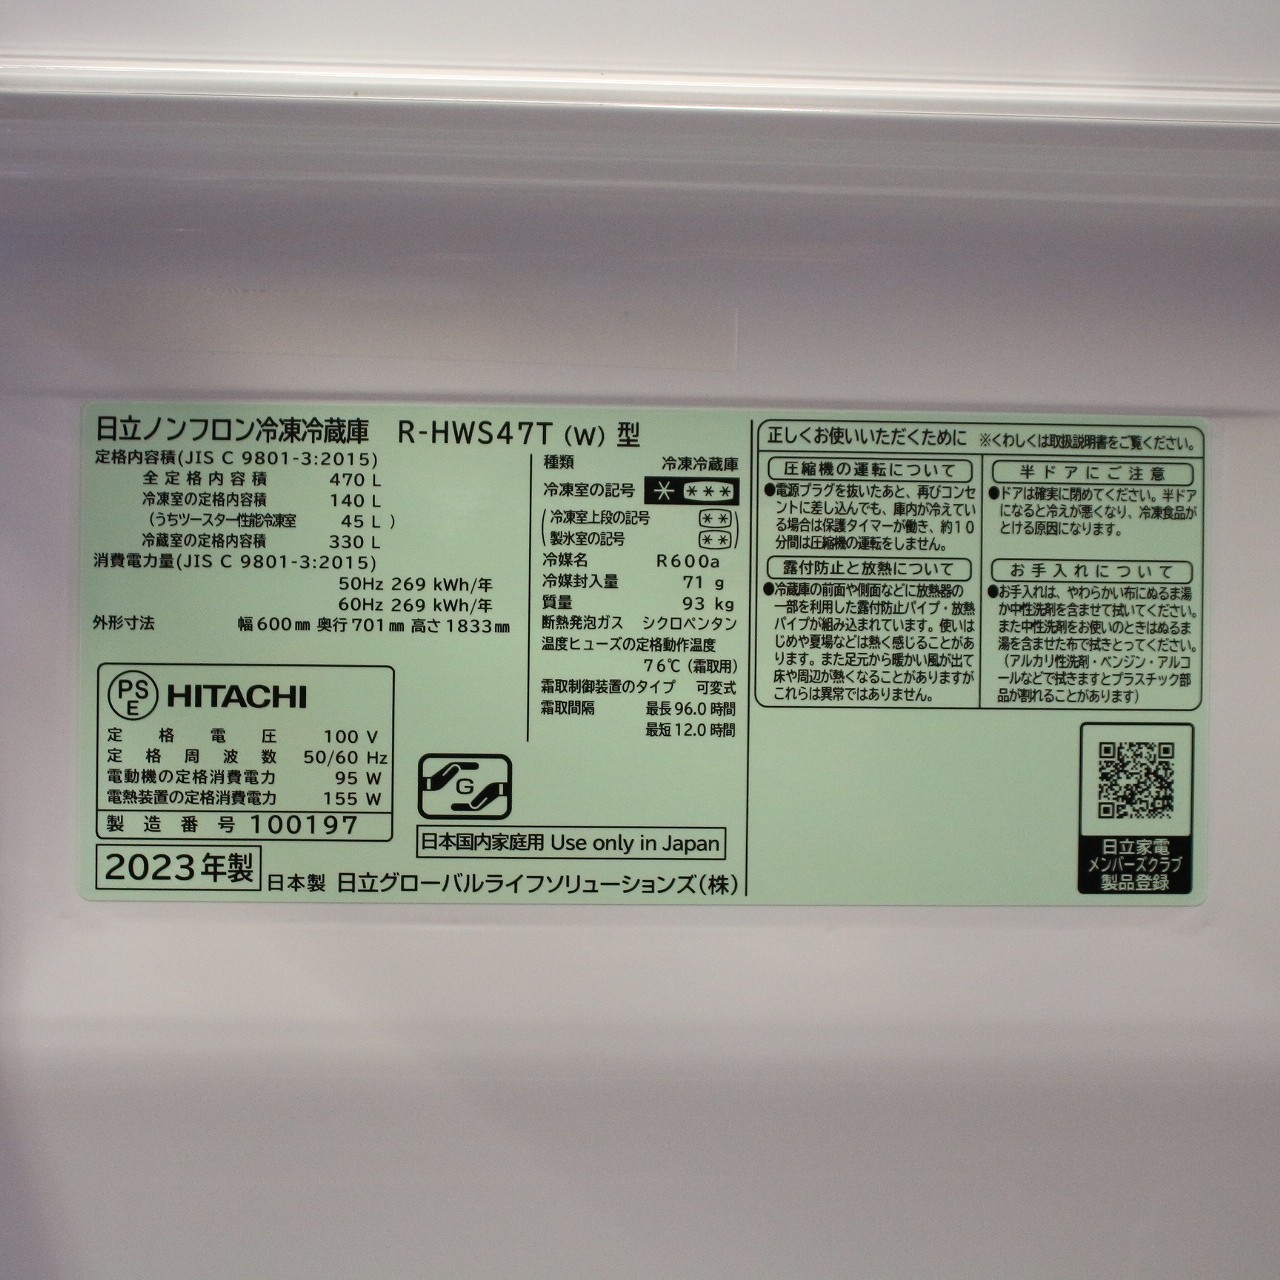 日立ノンフロン冷凍冷蔵庫 R-HWS47T (W) 型
定格内容積(JIS C 9801-3:2015)
全定格内容積 470 L
冷凍室の定格内容積 140 L
(うちツースター性能冷凍室 45 L )
冷蔵室の定格内容積 330 L
消費電力量(JIS C 9801-3:2015)
50Hz 269 kWh/年
60Hz 269 kWh/年
外形寸法 幅600mm 奥行701mm 高さ1833mm
PS E HITACHI
定格電圧 100 V
定格周波数 50/60 Hz
電動機の定格消費電力 95 W
電熱装置の定格消費電力 155 W
製造番号 100197
2023年製
日本製 日立グローバルライフソリューションズ(株)
種類 冷凍冷蔵庫
冷凍室の記号 * ***
(冷凍室上段の記号 **
製氷室の記号 **)
冷媒名 R600a
冷媒封入量 71 g
質量 93 kg
断熱発泡ガス シクロペンタン
温度ヒューズの定格動作温度
76℃(霜取用)
霜取制御装置のタイプ 可変式
霜取間隔 最長96.0時間
最短12.0時間
G
日本国内家庭用 Use only in Japan
正しくお使いいただくために ※くわしくは取扱説明書をご覧ください。
圧縮機の運転について
●電源プラグを抜いたあと、再びコンセ
ントに差し込んでも、庫内が冷えてい
る場合は保護タイマーが働き、約10
分間は圧縮機の運転をしません。
露付防止と放熱について
●冷蔵庫の前面や側面などに放熱器の
一部を利用した露付防止パイプ・放熱
パイプが組み込まれています。使いは
じめや夏場などは熱く感じることがあ
ります。また足元から暖かい風が出て
床や周辺が熱くなることがありますが
これらは異常ではありません。
半ドアにご注意
●ドアは確実に閉めてください。半ドア
になると冷えが悪くなり、冷凍食品が
とける原因になります。
お手入れについて
●お手入れは、やわらかい布にぬるま湯
か中性洗剤を含ませて拭いてください。
また中性洗剤をお使いのときはぬるま
湯を含ませた布で拭きとってください。
(アルカリ性洗剤・ベンジン・アルコ
ールなどで拭きますとプラスチック部
品が割れることがあります)
日立家電
メンバーズクラブ
製品登録